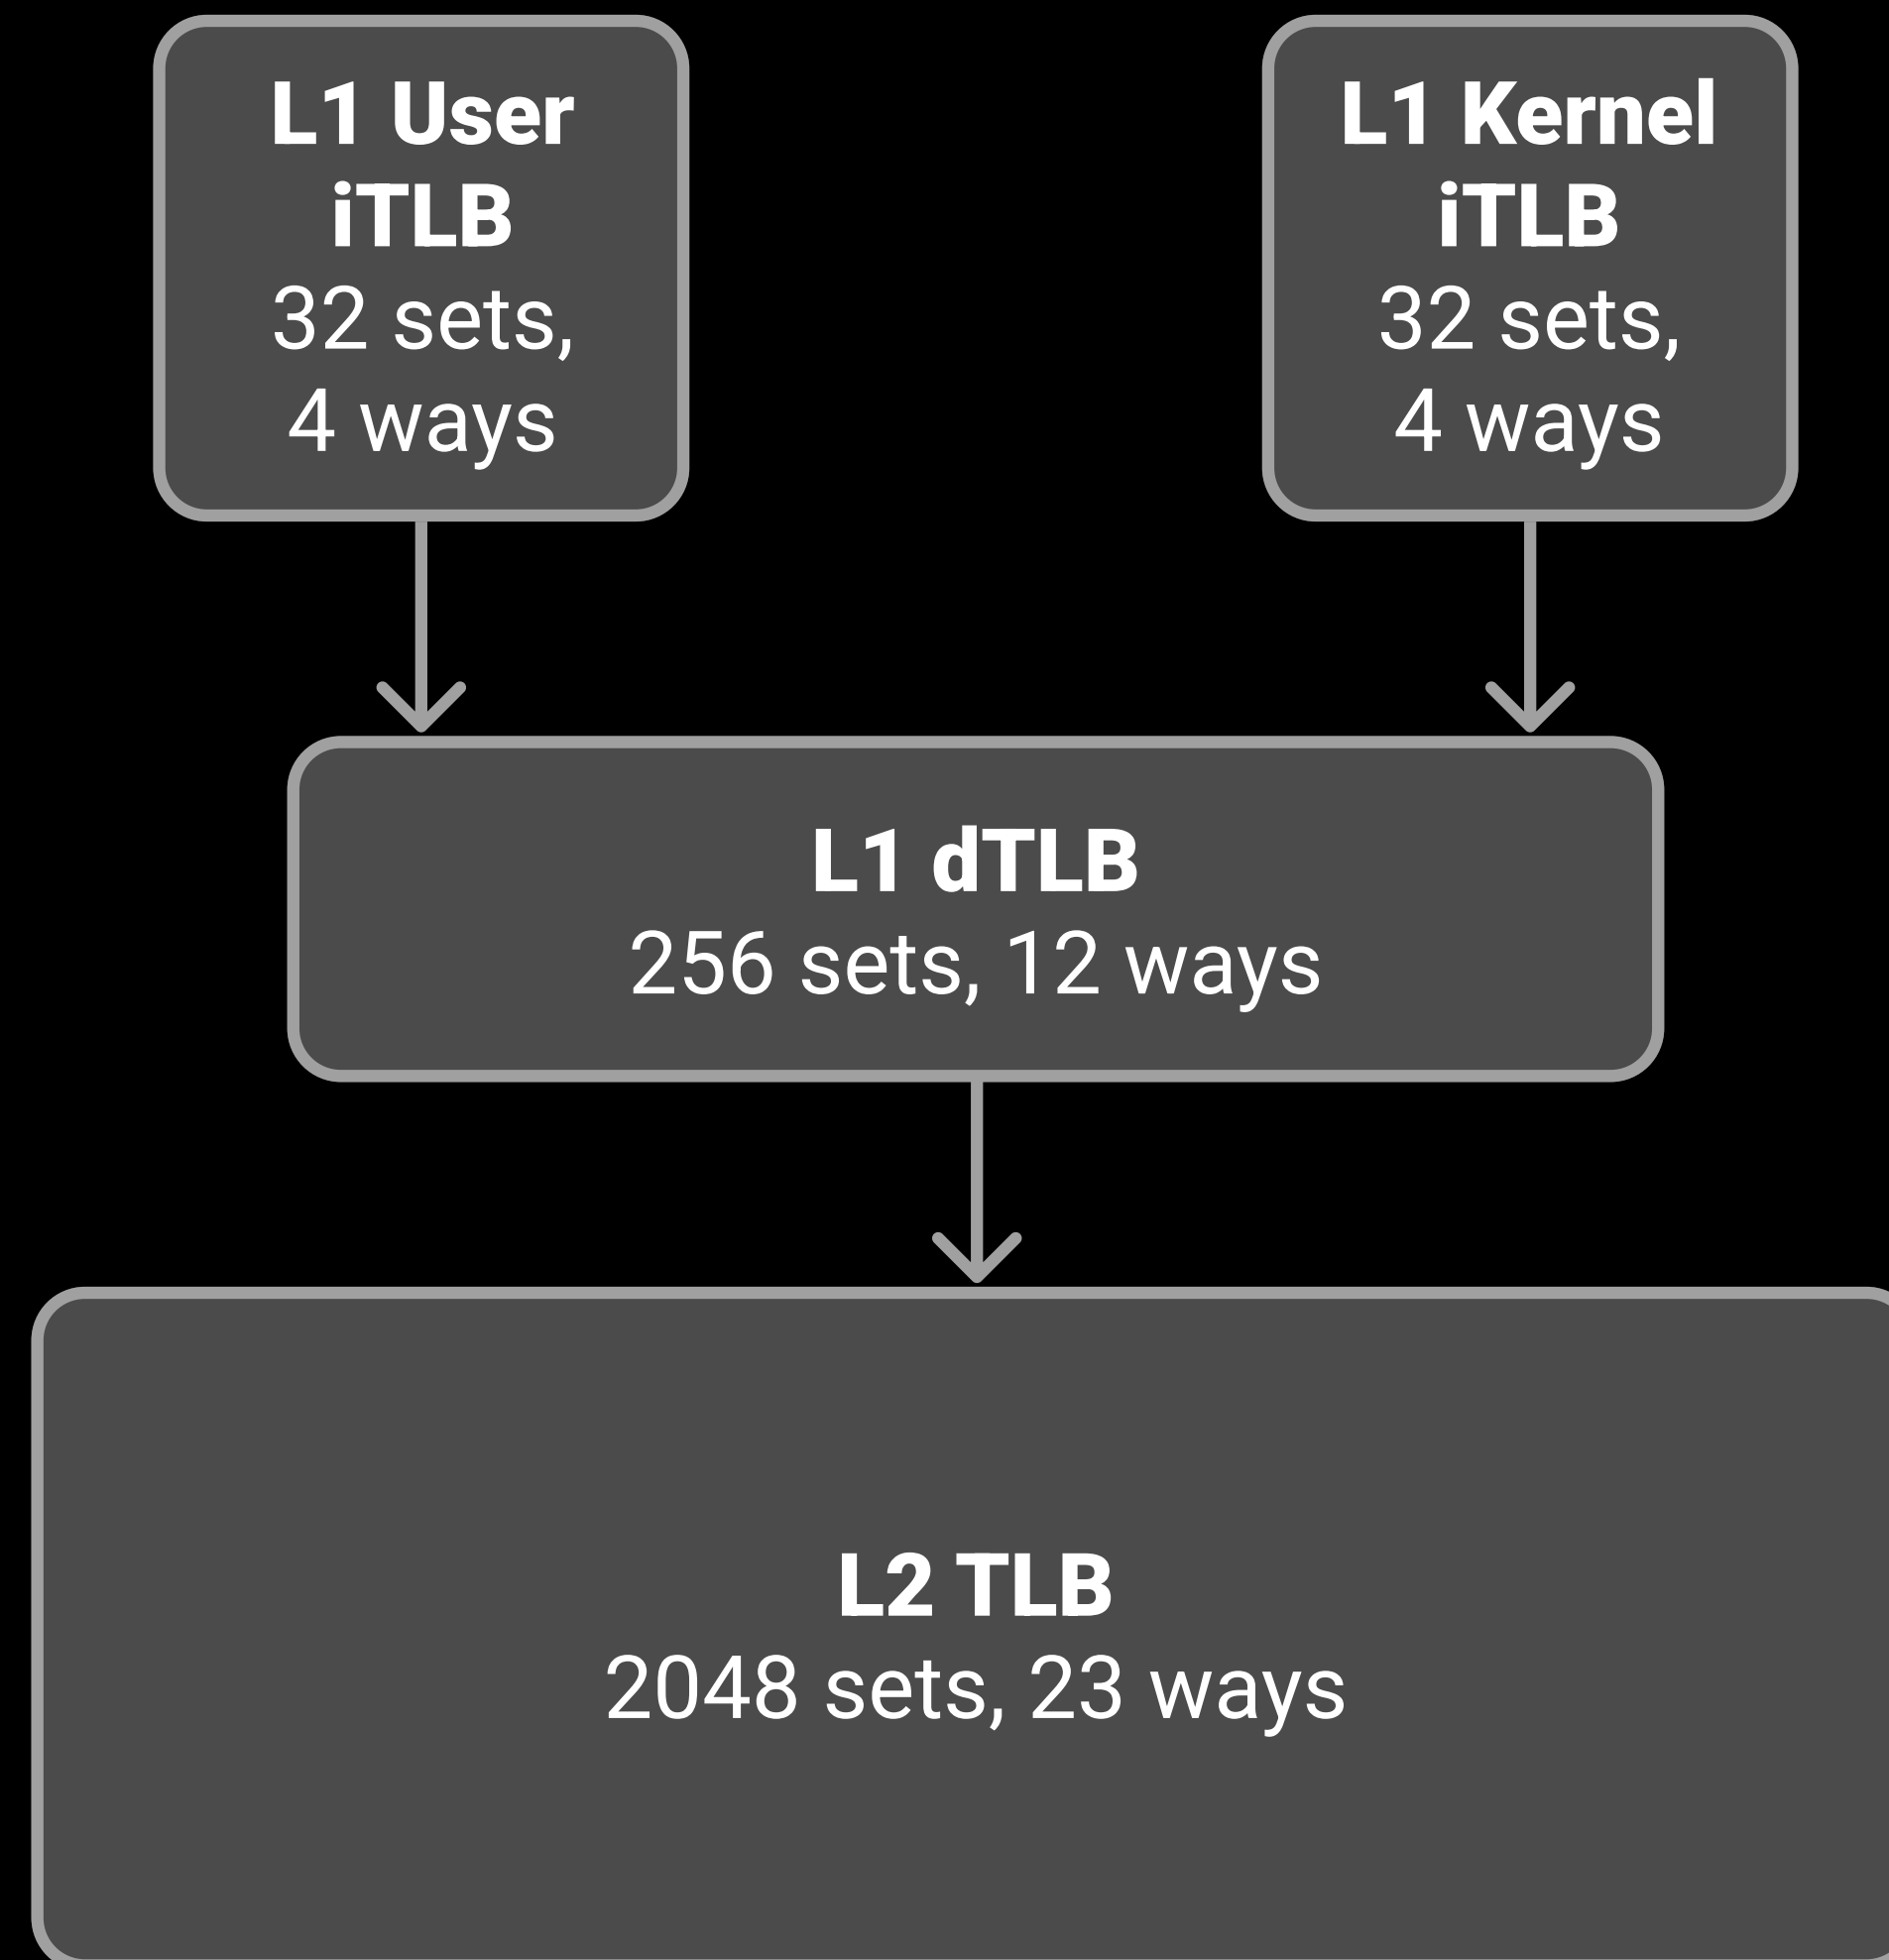 L1 User
iTLB
32 sets,
4 ways
L1 Kernel
iTLB
32 sets,
4 ways
L1 dTLB
256 sets, 12 ways
L2 TLB
2048 sets, 23 ways